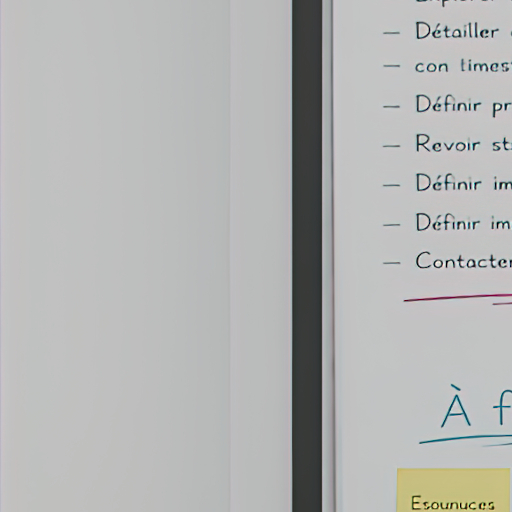 — Détailler
— con times
— Définir pr
— Revoir st
— Définir im
— Définir im
— Contacter
À f
Esounuces